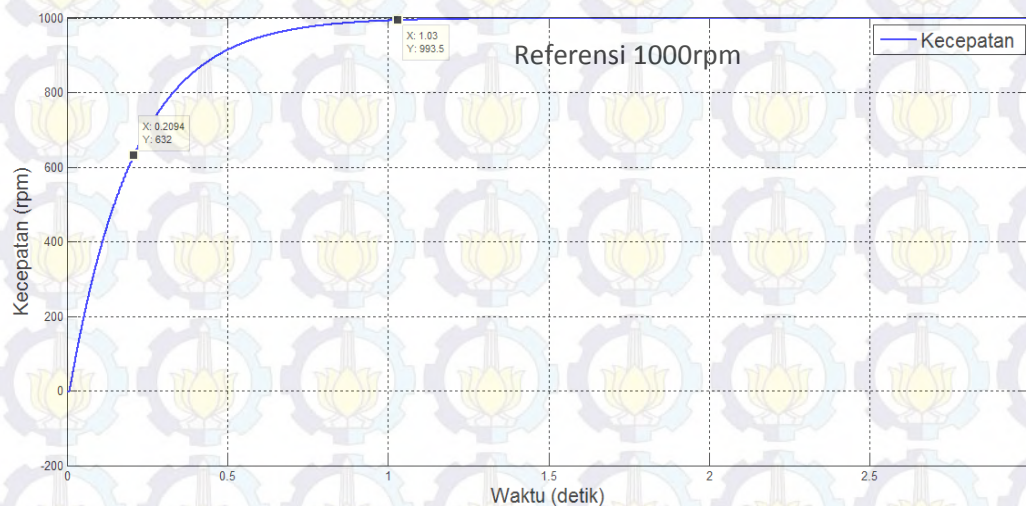 1000
800
600
400
200
0
-200
Kecepatan (rpm)
X: 0.2094
Y: 632
X: 1.03
Y: 993.5
Referensi 1000rpm
Kecepatan
0
0.5
1
1.5
2
2.5
Waktu (detik)